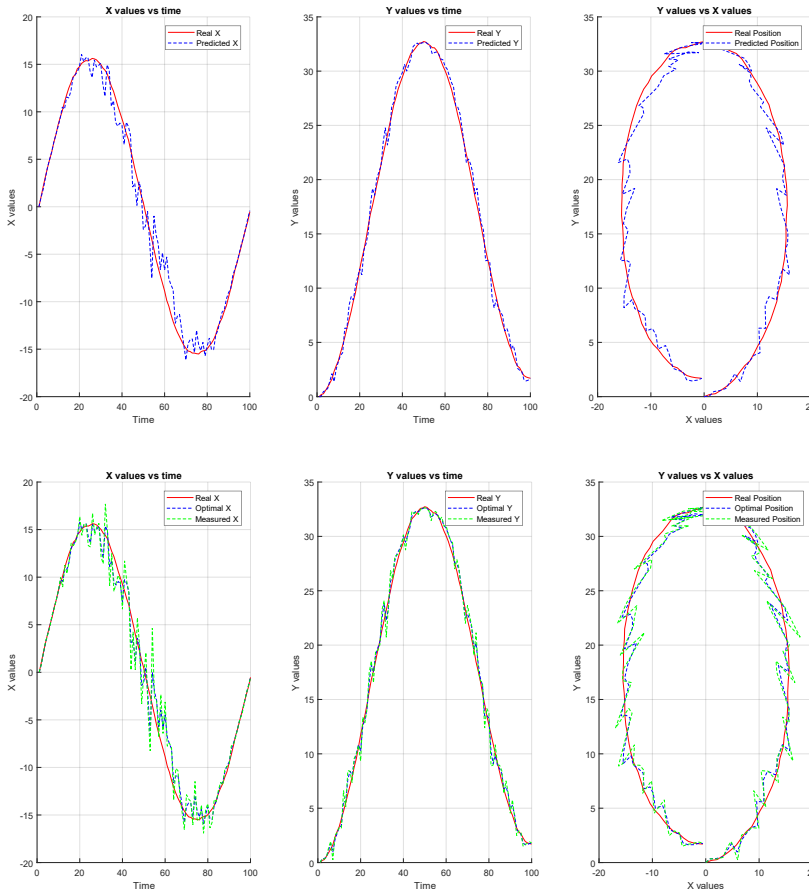 X values vs time
Real X
Predicted X
X values
20
15
10
5
0
-5
-10
-15
-20
0
20
40
60
80
100
Time
Y values vs time
Real Y
Predicted Y
Y values
35
30
25
20
15
10
5
0
0
20
40
60
80
100
Time
Y values vs X values
Real Position
Predicted Position
Y values
35
30
25
20
15
10
5
0
-20
-10
0
10
20
X values
X values vs time
Real X
Optimal X
Measured X
X values
20
15
10
5
0
-5
-10
-15
-20
0
20
40
60
80
100
Time
Y values vs time
Real Y
Optimal Y
Measured Y
Y values
35
30
25
20
15
10
5
0
0
20
40
60
80
100
Time
Y values vs X values
Real Position
Optimal Position
Measured Position
Y values
35
30
25
20
15
10
5
0
-20
-10
0
10
20
X values